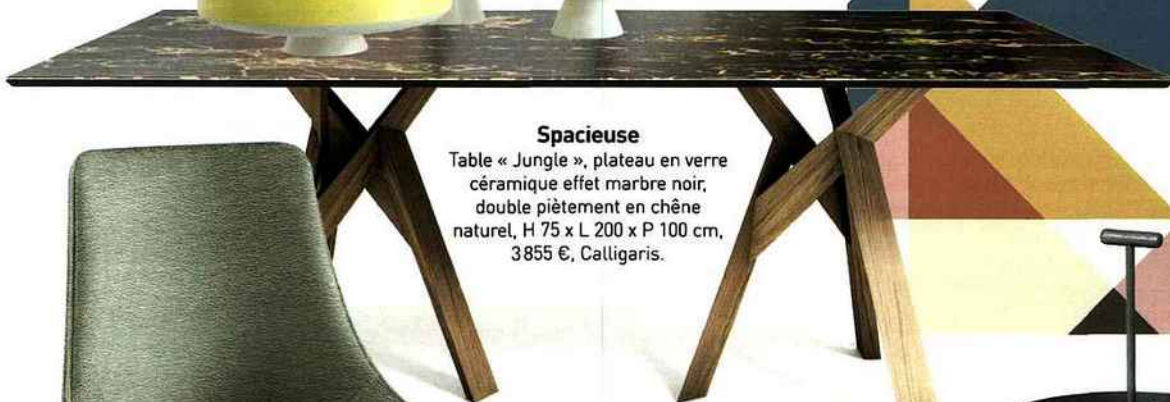 Spacieuse
Table « Jungle », plateau en verre
céramique effet marbre noir,
double piètement en chêne
naturel, H 75 x L 200 x P 100 cm,
3 855 €, Calligaris.